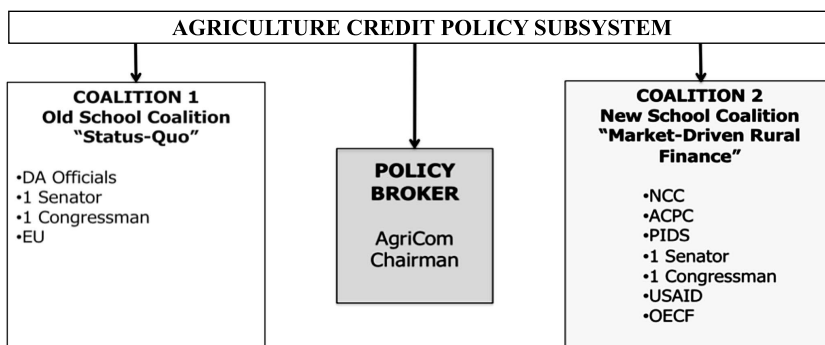 AGRICULTURE CREDIT POLICY SUBSYSTEM
COALITION 1
Old School Coalition
“Status-Quo”
•DA Officials
•1 Senator
•1 Congressman
•EU
POLICY
BROKER
AgriCom
Chairman
COALITION 2
New School Coalition
“Market-Driven Rural
Finance”
•NCC
•ACPC
•PIDS
•1 Senator
•1 Congressman
•USAID
•OECF